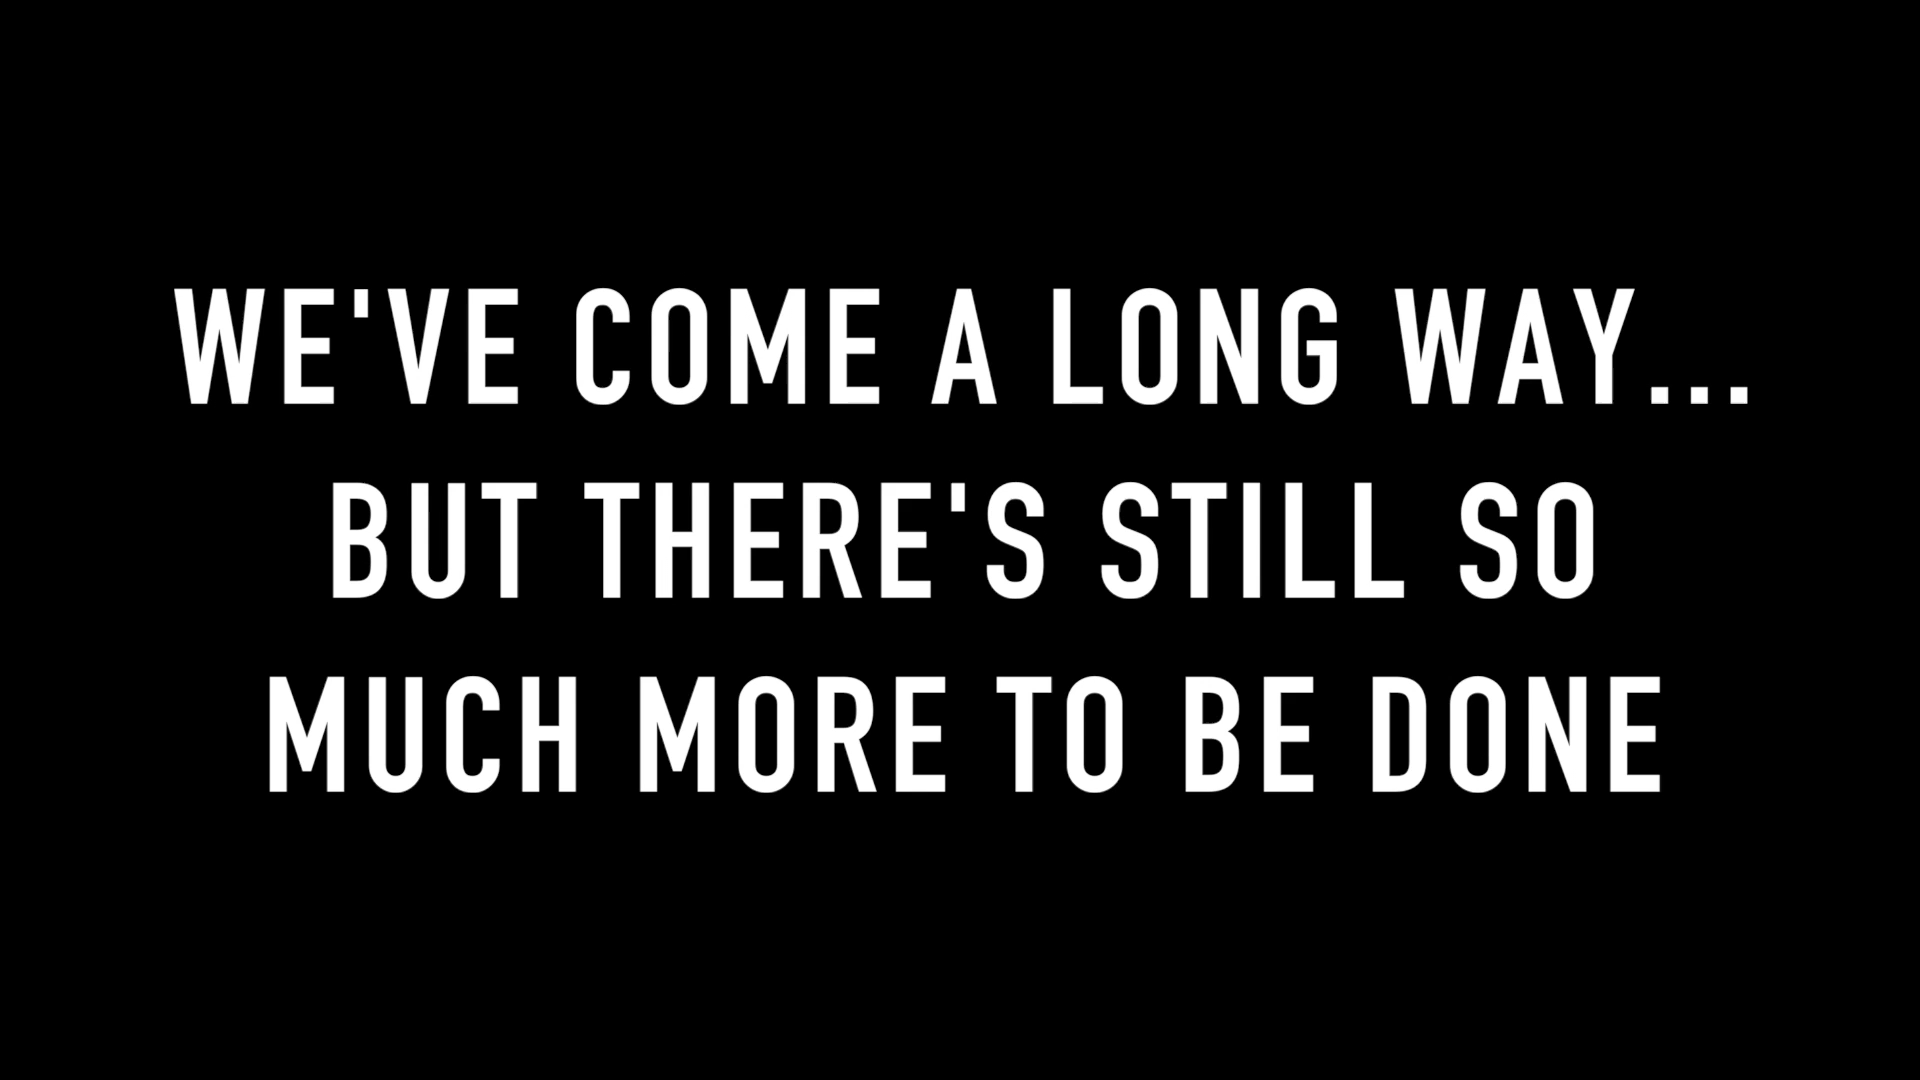 WE'VE COME A LONG WAY...
BUT THERE'S STILL SO
MUCH MORE TO BE DONE